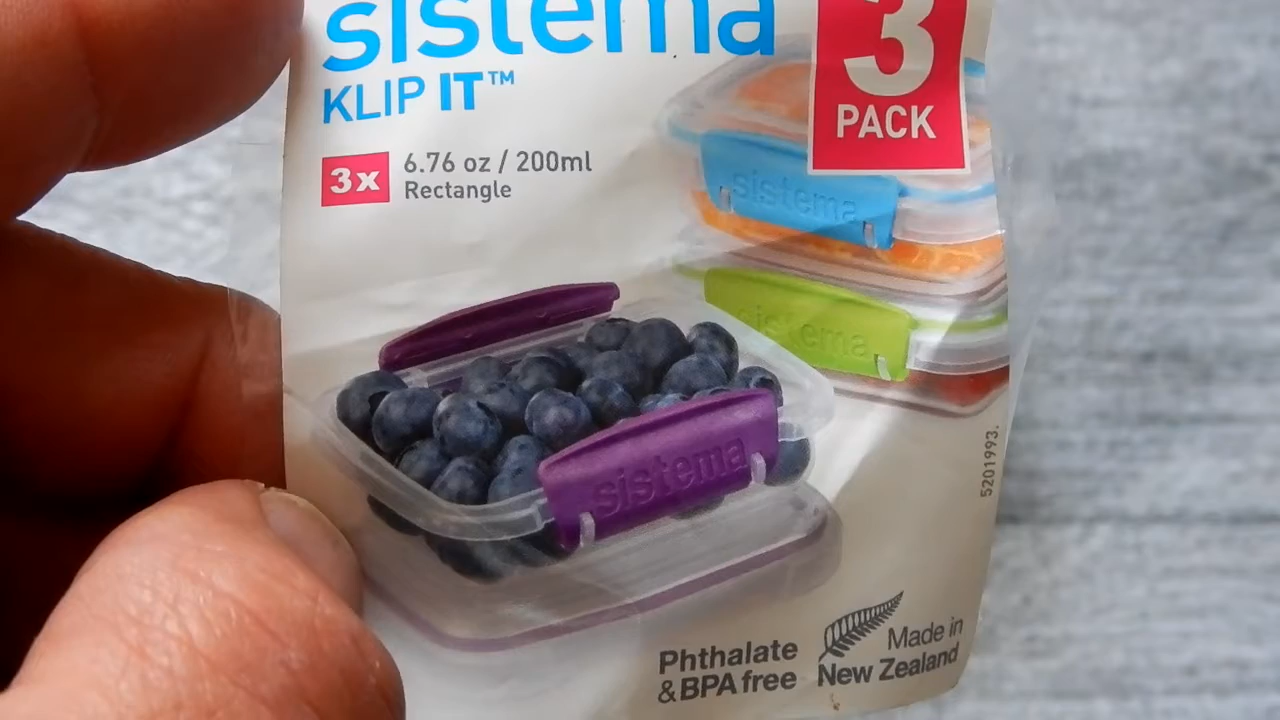 sistema
KLIP IT™
3
PACK
3x
6.76 oz / 200ml
Rectangle
sistema
sistema
sistema
5201993.
Phthalate
& BPA free
Made in
New Zealand